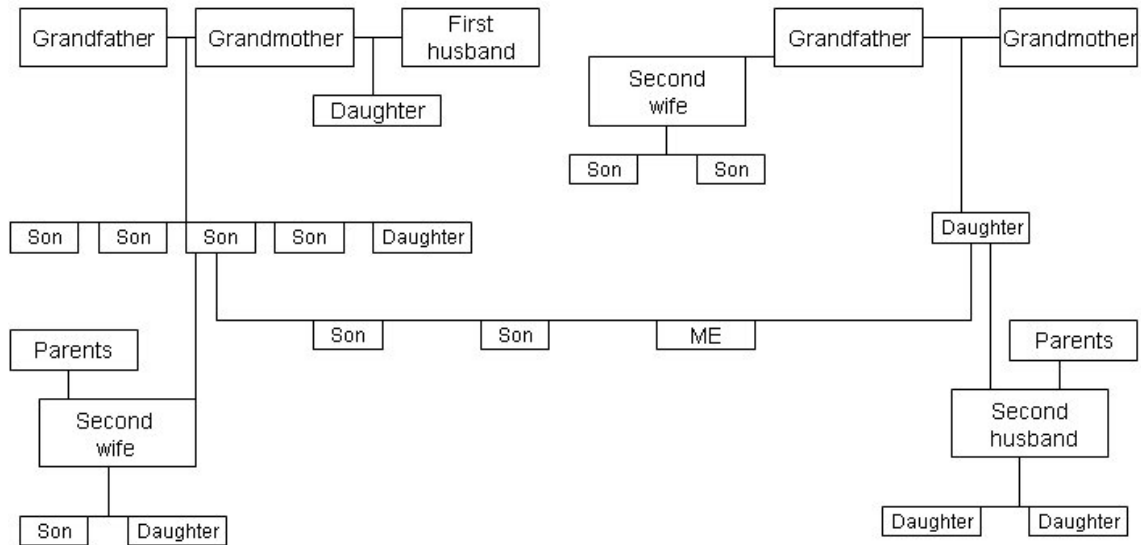 Grandfather
Grandmother
First
husband
Grandfather
Grandmother
Second
wife
Daughter
Son
Son
Son
Son
Son
Son
Daughter
Daughter
Son
Son
ME
Parents
Parents
Second
wife
Second
husband
Son
Daughter
Daughter
Daughter